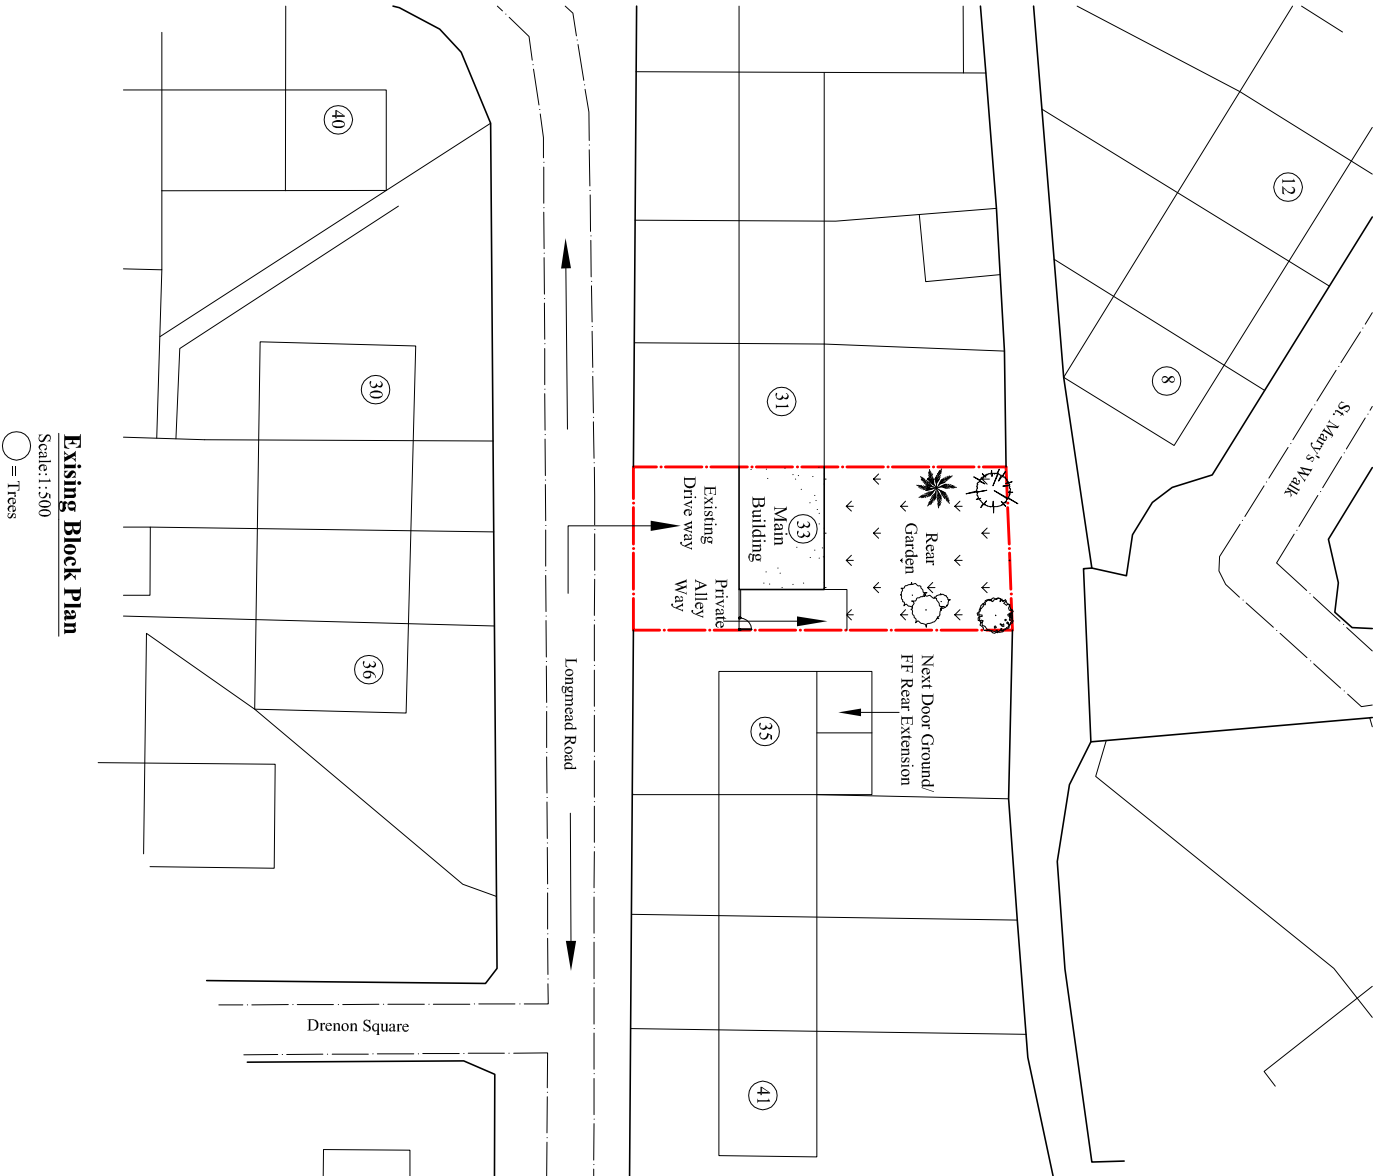 40
12
8
St. Mary's Walk
30
31
33
Main
Building
Existing
Drive way
Rear
Garden
Private
Alley
Way
Next Door Ground/
FF Rear Extension
35
36
Longmead Road
Drenon Square
41
Exising Block Plan
Scale:1:500
= Trees